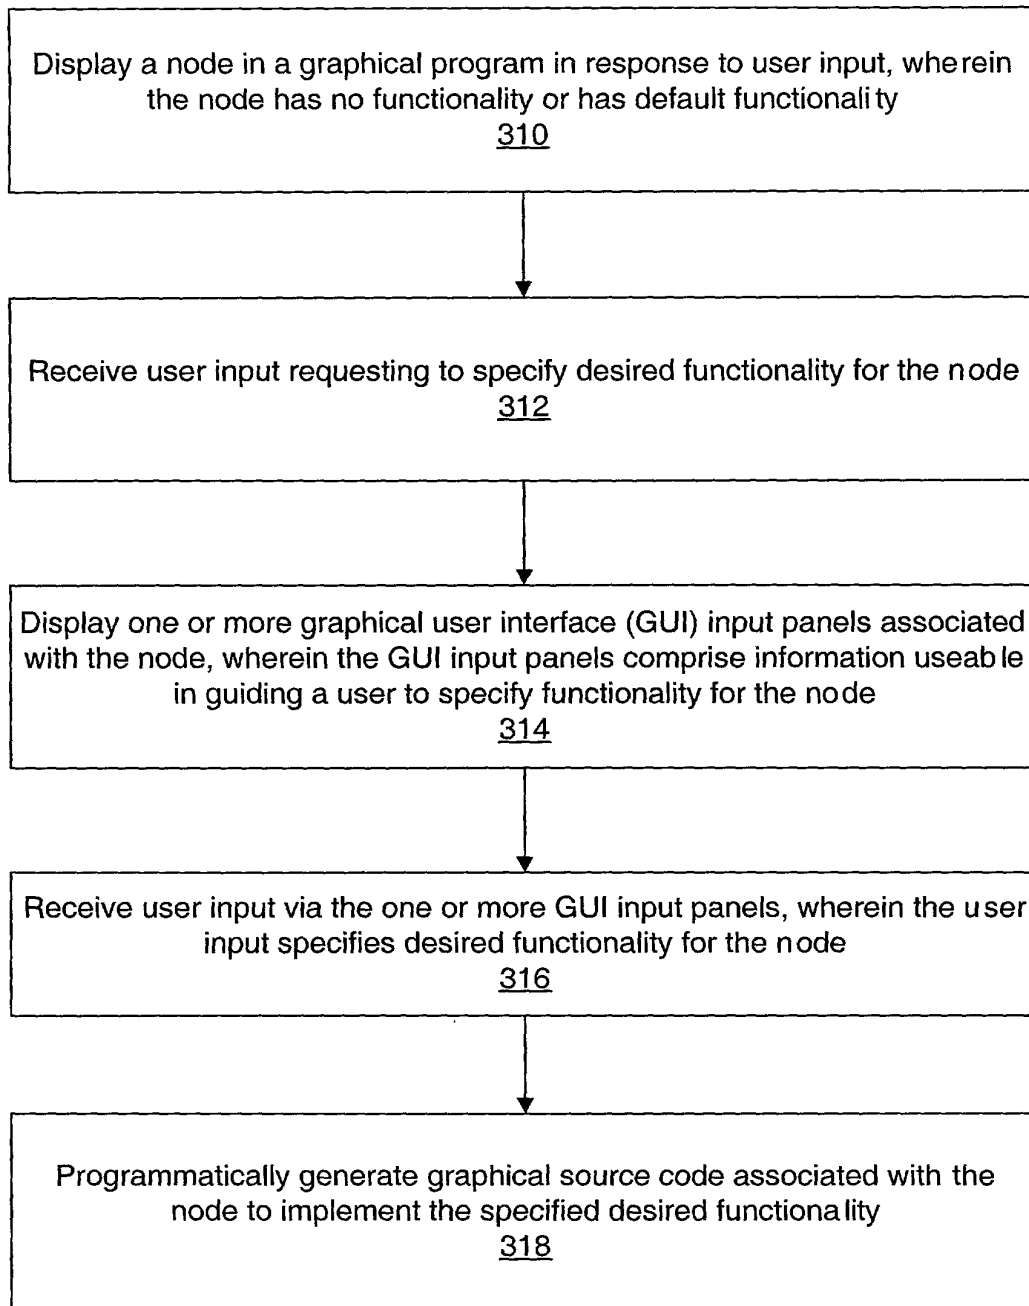 Display a node in a graphical program in response to user input, wherein
the node has no functionality or has default functionality
310
Receive user input requesting to specify desired functionality for the node
312
Display one or more graphical user interface (GUI) input panels associated
with the node, wherein the GUI input panels comprise information useable
in guiding a user to specify functionality for the node
314
Receive user input via the one or more GUI input panels, wherein the user
input specifies desired functionality for the node
316
Programmatically generate graphical source code associated with the
node to implement the specified desired functionality
318